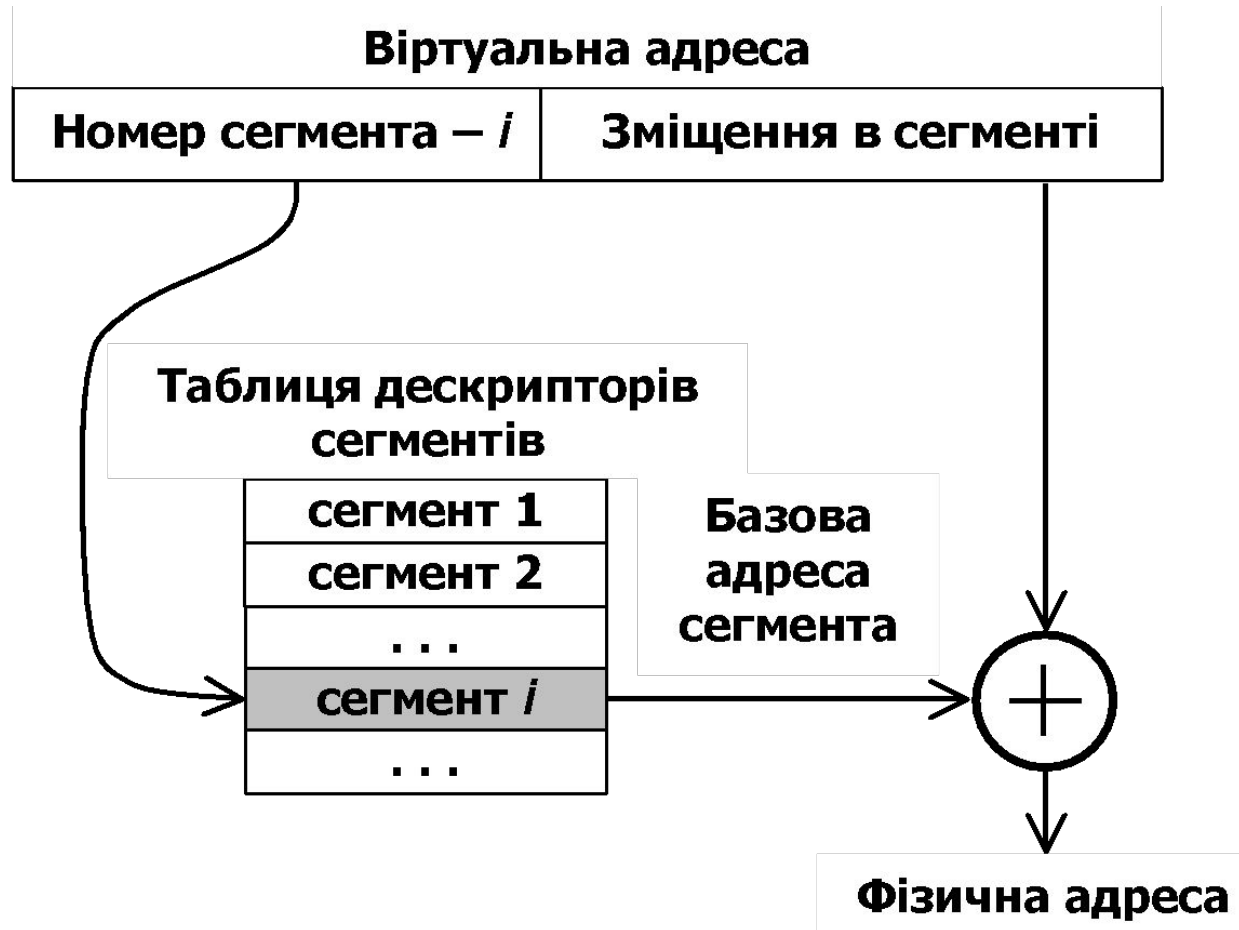 Віртуальна адреса
Номер сегмента – i
Зміщення в сегменті
Таблиця дескрипторів
сегментів
сегмент 1
сегмент 2
. . .
сегмент i
. . .
Базова
адреса
сегмента
Фізична адреса